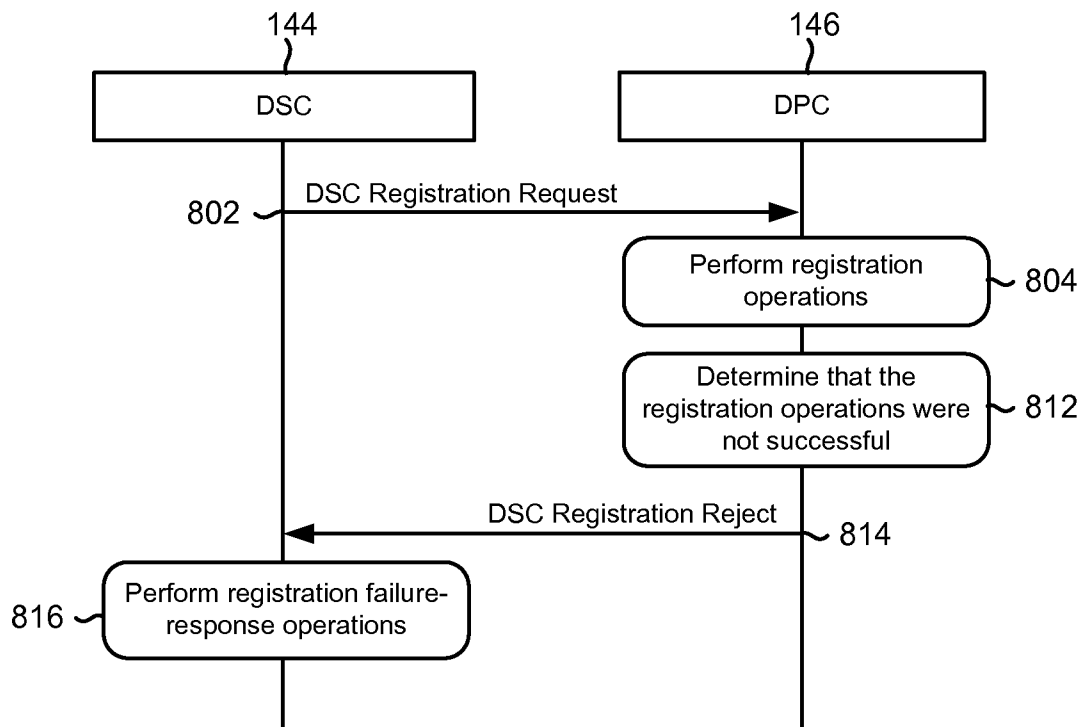 144
146
DSC
DPC
DSC Registration Request
802
Perform registration
operations
804
Determine that the
registration operations were
not successful
812
DSC Registration Reject
814
Perform registration failure-
response operations
816